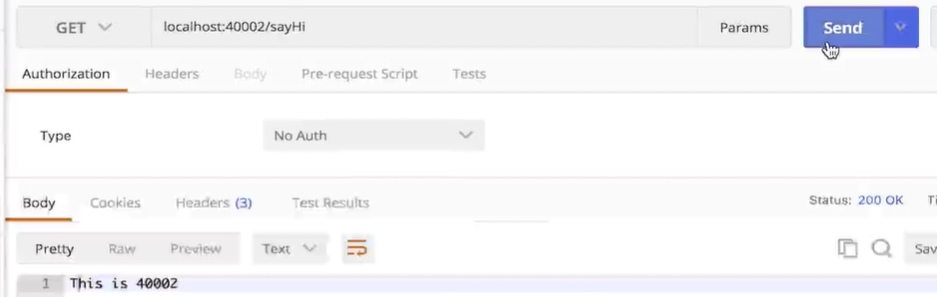 GET localhost:40002/sayHi Params Send
Authorization Headers Body Pre-request Script Tests
Type No Auth
Body Cookies Headers (3) Test Results Status: 200 OK
Pretty Raw Preview Text
1 This is 40002